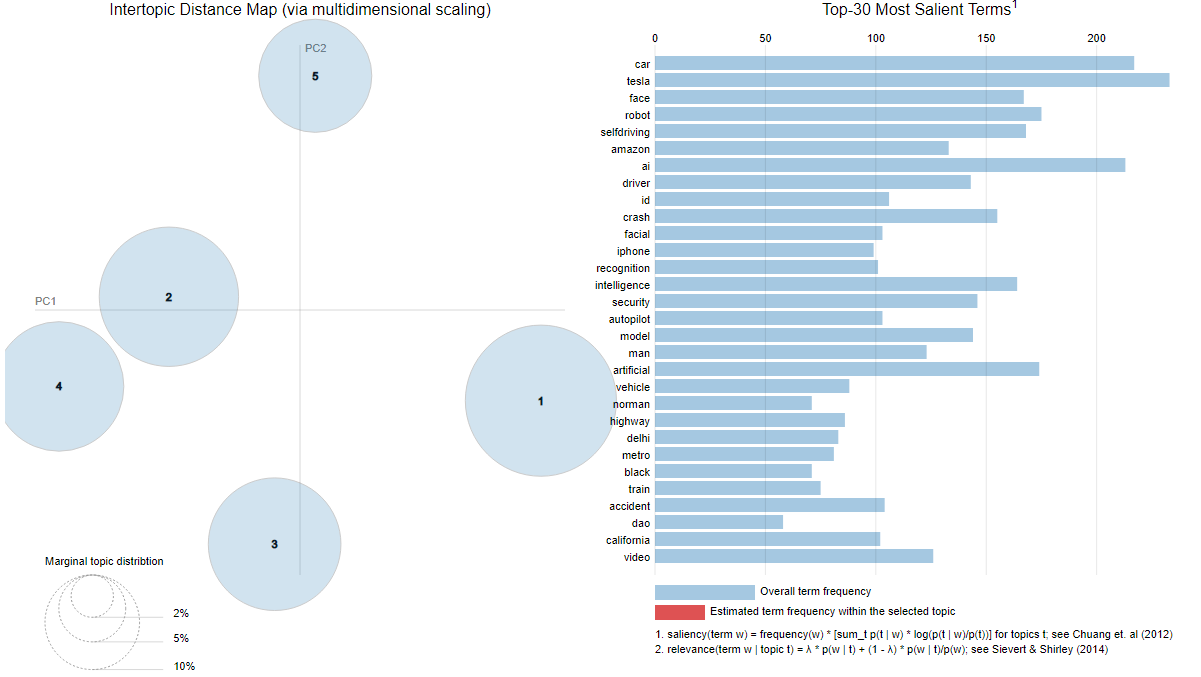 Intertopic Distance Map (via multidimensional scaling)
PC2
PC1
5
2
4
1
3
Marginal topic distribtion
2%
5%
10%
Top-30 Most Salient Terms1
0 50 100 150 200
car
tesla
face
robot
selfdriving
amazon
ai
driver
id
crash
facial
iphone
recognition
intelligence
security
autopilot
model
man
artificial
vehicle
norman
highway
delhi
metro
black
train
accident
dao
california
video
Overall term frequency
Estimated term frequency within the selected topic
1. saliency(term w) = frequency(w) * [sum_t p(t | w) * log(p(t | w)/p(t))] for topics t; see Chuang et. al (2012)
2. relevance(term w | topic t) = λ * p(w | t) + (1 - λ) * p(w | t)/p(w); see Sievert & Shirley (2014)